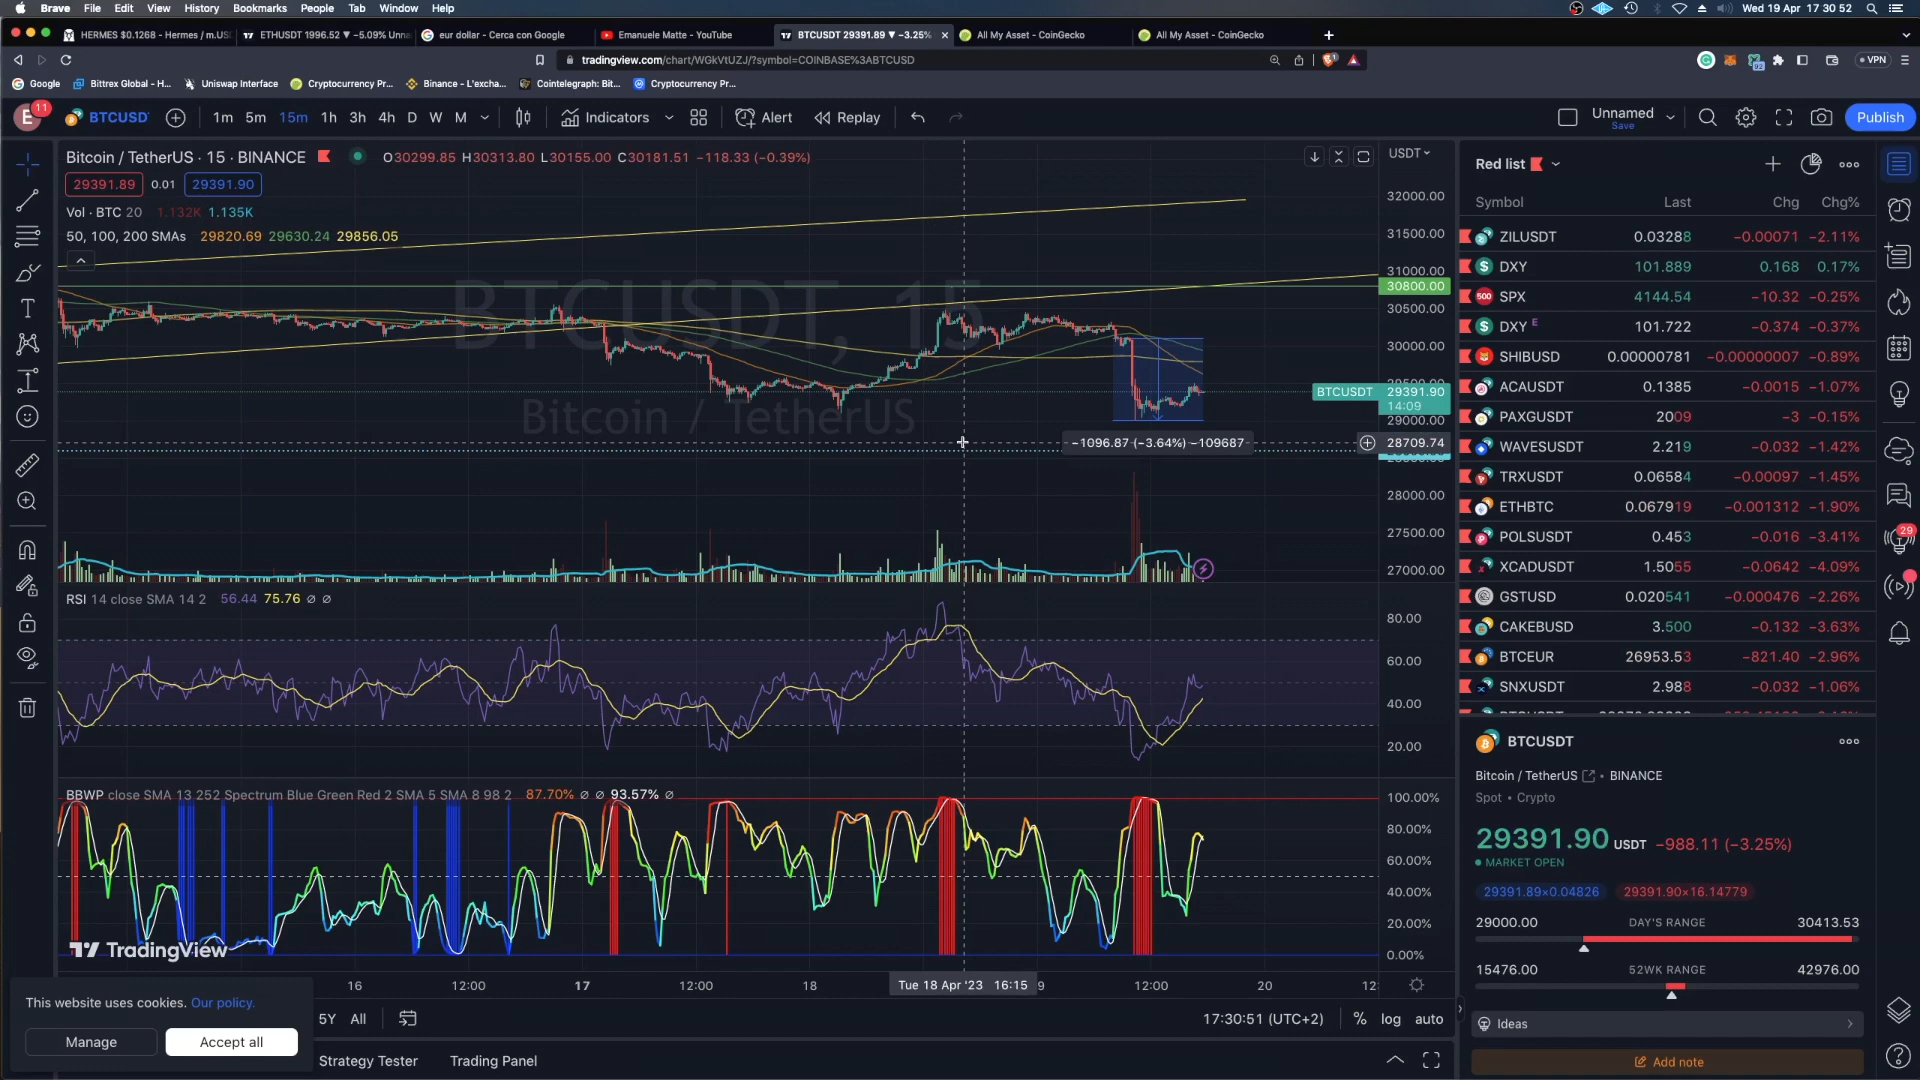 Brave File Edit View History Bookmarks People Tab Window Help Wed 19 Apr 17 30 52
HERMES $0.1268 - Hermes / m.USD
ETHUSDT 1996.52 ▼ −5.09% Unna
eur dollar - Cerca con Google
Emanuele Matte - YouTube
BTCUSDT 29391.89 ▼ −3.25%
All My Asset - CoinGecko
All My Asset - CoinGecko
tradingview.com/chart/WGkVtUZJ/?symbol=COINBASE%3ABTCUSD
92
VPN
Google
Bittrex Global - H...
Uniswap Interface
Cryptocurrency Pr...
Binance - L'excha...
Cointelegraph: Bit...
Cryptocurrency Pr...
E 11
BTCUSD 1m 5m 15m 1h 3h 4h D W M Indicators Alert Replay
Unnamed
Save
Publish
Bitcoin / TetherUS · 15 · BINANCE O30299.85 H30313.80 L30155.00 C30181.51 −118.33 (−0.39%)
29391.89 0.01 29391.90
Vol · BTC 20 1.132K 1.135K
50, 100, 200 SMAs 29820.69 29630.24 29856.05
BTCUSDT, 15
Bitcoin / TetherUS
−1096.87 (−3.64%) −109687
USDT
32000.00
31500.00
31000.00
30800.00
30500.00
30000.00
29500.00
BTCUSDT 29391.90
14:09
29000.00
28709.74
28000.00
27500.00
27000.00
RSI 14 close SMA 14 2 56.44 75.76 ∅ ∅
80.00
60.00
40.00
20.00
BBWP close SMA 13 252 Spectrum Blue Green Red 2 SMA 5 SMA 8 98 2 87.70% ∅ ∅ 93.57% ∅
100.00%
80.00%
60.00%
40.00%
20.00%
0.00%
TradingView
16 12:00 17 12:00 18 Tue 18 Apr '23 16:15 9 12:00 20 12:
This website uses cookies. Our policy.
Manage
Accept all
5Y All
17:30:51 (UTC+2) % log auto
Strategy Tester Trading Panel
Red list
Symbol Last Chg Chg%
ZILUSDT 0.03288 −0.00071 −2.11%
DXY 101.889 0.168 0.17%
500 SPX 4144.54 −10.32 −0.25%
DXY E 101.722 −0.374 −0.37%
SHIBUSD 0.00000781 −0.00000007 −0.89%
ACAUSDT 0.1385 −0.0015 −1.07%
PAXGUSDT 2009 −3 −0.15%
WAVESUSDT 2.219 −0.032 −1.42%
TRXUSDT 0.06584 −0.00097 −1.45%
ETHBTC 0.067919 −0.001312 −1.90%
POLSUSDT 0.453 −0.016 −3.41%
XCADUSDT 1.5055 −0.0642 −4.09%
GSTUSD 0.020541 −0.000476 −2.26%
CAKEBUSD 3.500 −0.132 −3.63%
BTCEUR 26953.53 −821.40 −2.96%
SNXUSDT 2.988 −0.032 −1.06%
29
BTCUSDT
Bitcoin / TetherUS • BINANCE
Spot • Crypto
29391.90 USDT −988.11 (−3.25%)
MARKET OPEN
29391.89×0.04826 29391.90×16.14779
29000.00 DAY'S RANGE 30413.53
15476.00 52WK RANGE 42976.00
Ideas
Add note